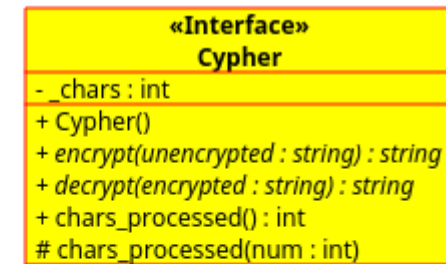 «Interface»
Cypher
- _chars : int
+ Cypher()
+ encrypt(unencrypted : string) : string
+ decrypt(encrypted : string) : string
+ chars_processed() : int
# chars_processed(num : int)